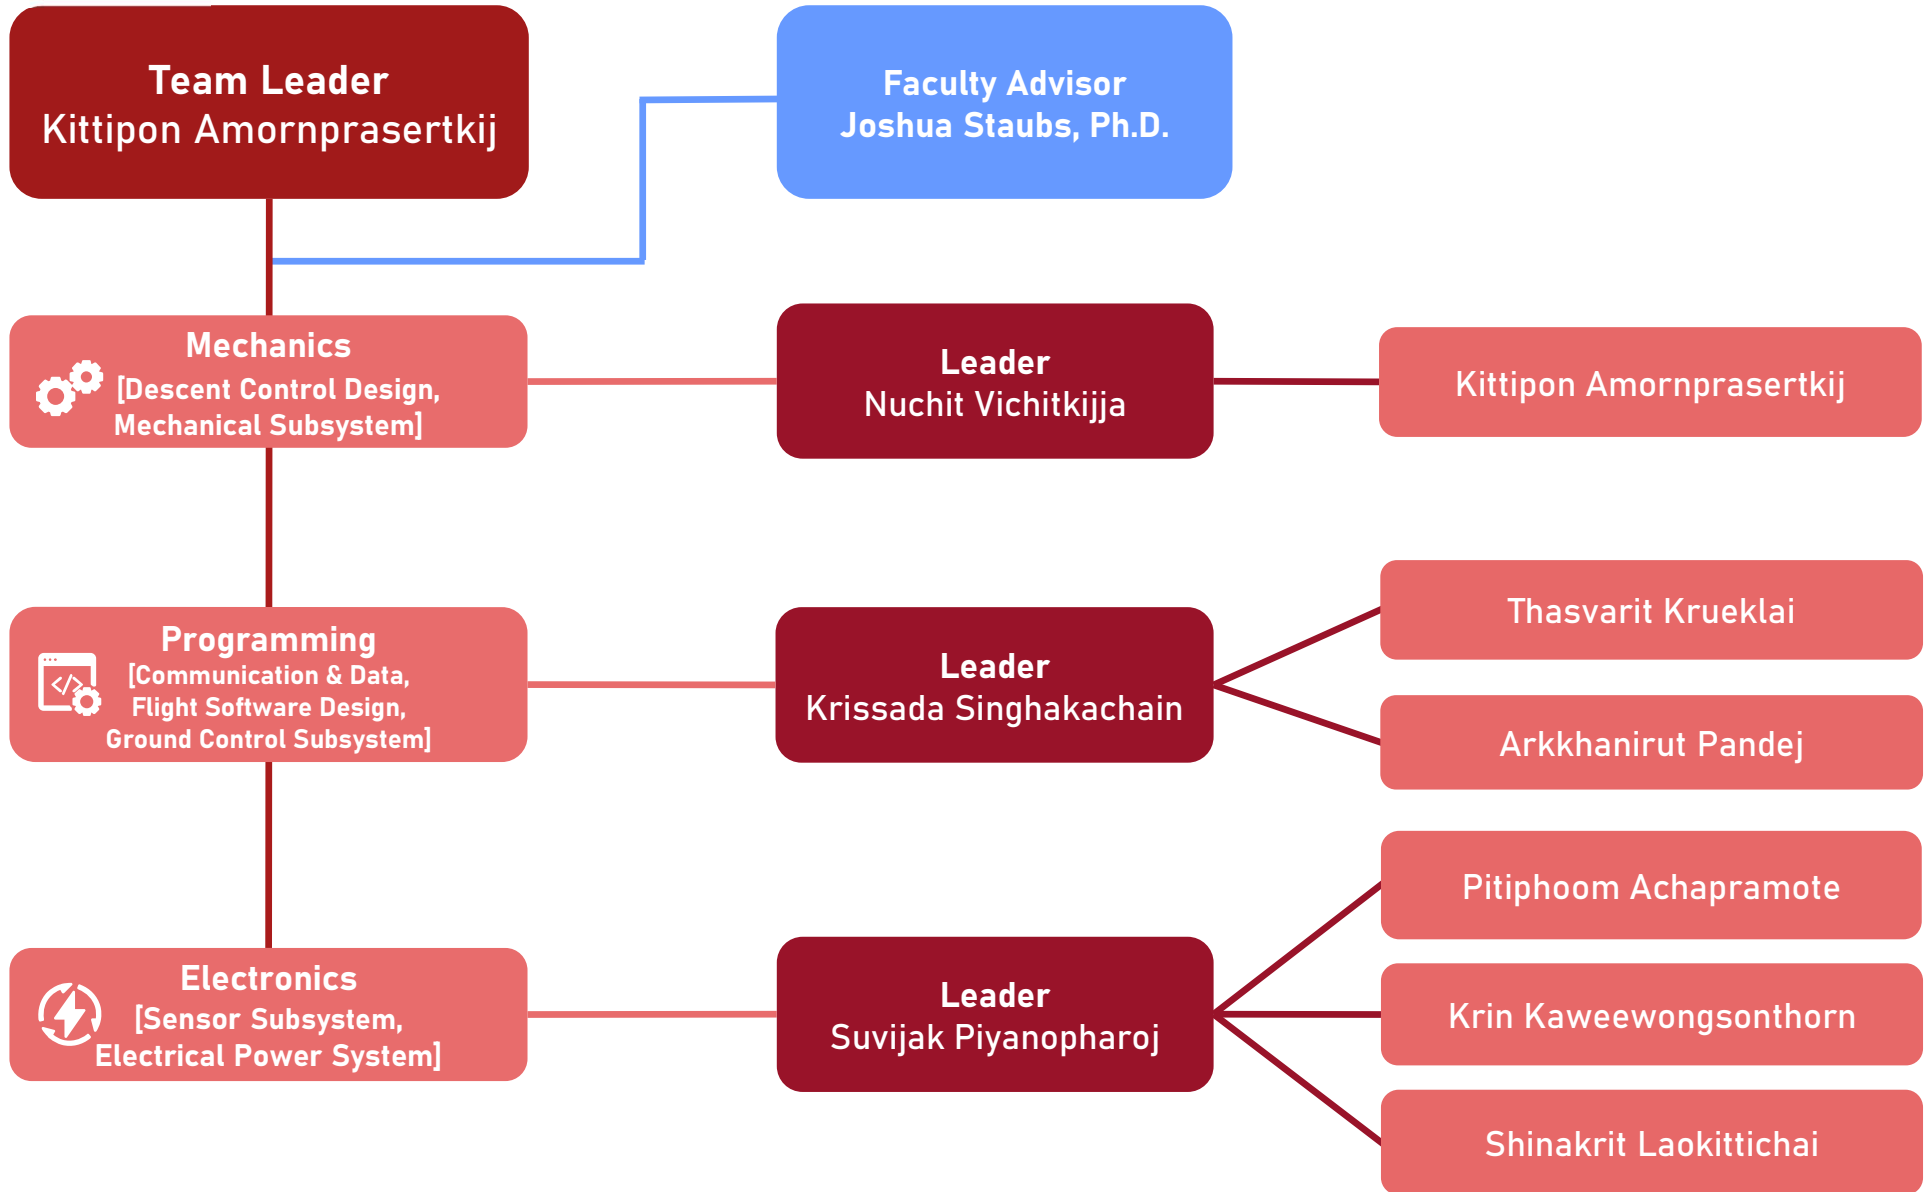 Team Leader
Kittipon Amornprasertkij
Faculty Advisor
Joshua Staubs, Ph.D.
Mechanics
[Descent Control Design,
Mechanical Subsystem]
Leader
Nuchit Vichitkijja
Kittipon Amornprasertkij
Programming
[Communication & Data,
Flight Software Design,
Ground Control Subsystem]
Leader
Krissada Singhakachain
Thasvarit Krueklai
Arkkhanirut Pandej
Electronics
[Sensor Subsystem,
Electrical Power System]
Leader
Suvijak Piyanopharoj
Pitiphoom Achapramote
Krin Kaweewongsonthorn
Shinakrit Laokittichai